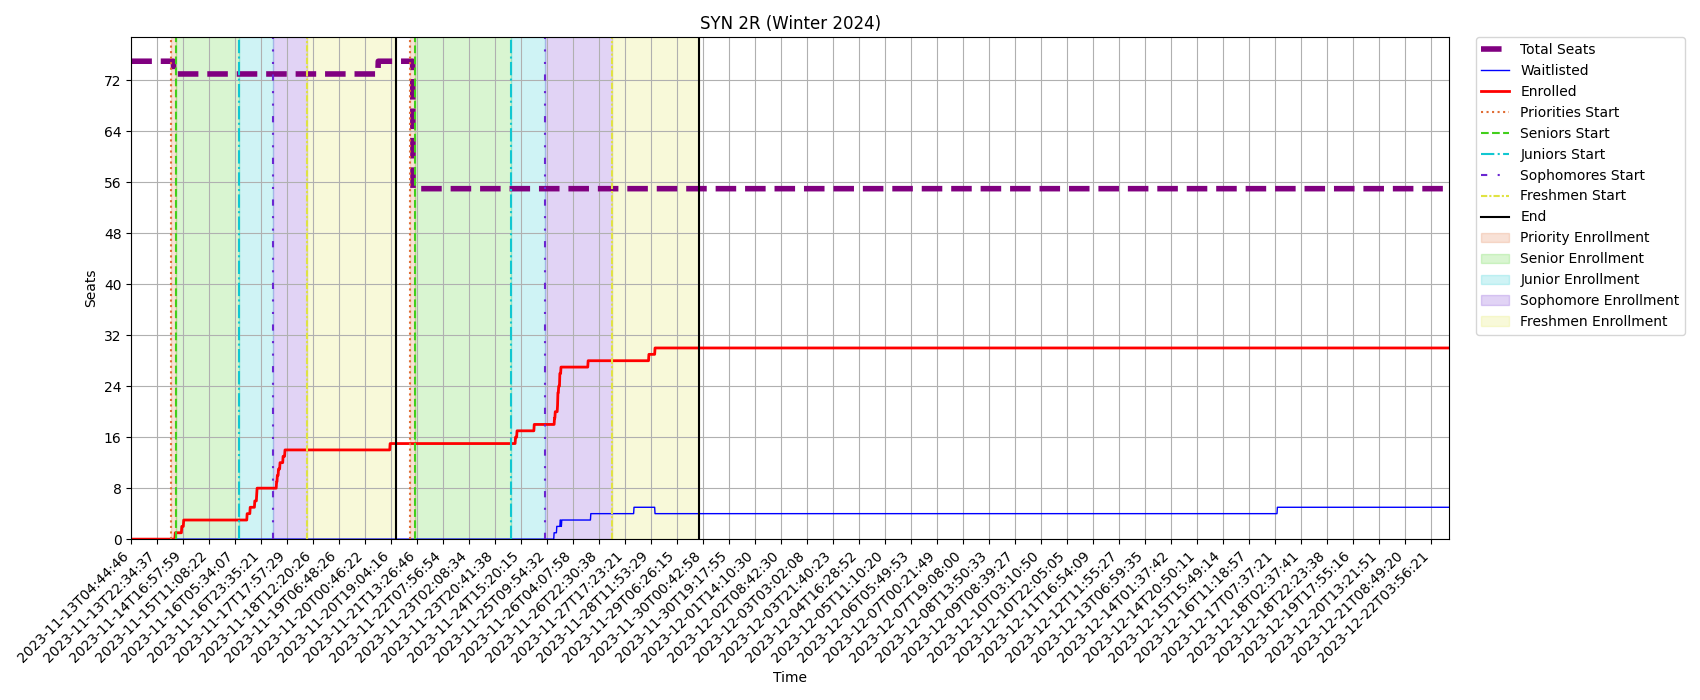 SYN 2R (Winter 2024)
Total Seats
Waitlisted
Enrolled
Priorities Start
Seniors Start
Juniors Start
Sophomores Start
Freshmen Start
End
Priority Enrollment
Senior Enrollment
Junior Enrollment
Sophomore Enrollment
Freshmen Enrollment
Seats
72
64
56
48
40
32
24
16
8
0
2023-11-13T04:44:46
2023-11-13T22:34:37
2023-11-14T16:57:59
2023-11-15T11:08:22
2023-11-16T05:34:07
2023-11-16T23:35:21
2023-11-17T17:57:29
2023-11-18T12:20:26
2023-11-19T06:48:26
2023-11-20T00:46:22
2023-11-20T19:04:16
2023-11-21T13:26:46
2023-11-22T07:56:54
2023-11-23T02:08:34
2023-11-23T20:41:38
2023-11-24T15:20:15
2023-11-25T09:54:32
2023-11-26T04:07:58
2023-11-26T22:30:38
2023-11-27T17:23:21
2023-11-28T11:53:29
2023-11-29T06:26:15
2023-11-30T00:42:58
2023-11-30T19:17:55
2023-12-01T14:10:30
2023-12-02T08:42:30
2023-12-03T03:02:08
2023-12-03T21:40:23
2023-12-04T16:28:52
2023-12-05T11:10:20
2023-12-06T05:49:53
2023-12-07T00:21:49
2023-12-07T19:08:00
2023-12-08T13:50:33
2023-12-09T08:39:27
2023-12-10T03:10:50
2023-12-10T22:05:05
2023-12-11T16:54:09
2023-12-12T11:55:27
2023-12-13T06:59:35
2023-12-14T01:37:42
2023-12-14T20:50:11
2023-12-15T15:49:14
2023-12-16T11:18:57
2023-12-17T07:37:21
2023-12-18T02:37:41
2023-12-18T22:23:38
2023-12-19T17:55:16
2023-12-20T13:21:51
2023-12-21T08:49:20
2023-12-22T03:56:21
Time